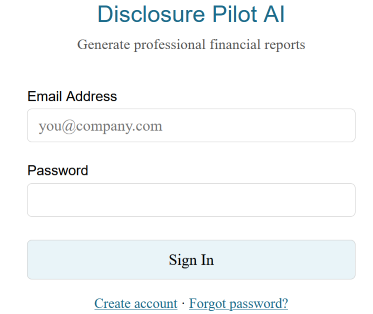 Disclosure Pilot AI
Generate professional financial reports
Email Address
you@company.com
Password
Sign In
Create account · Forgot password?